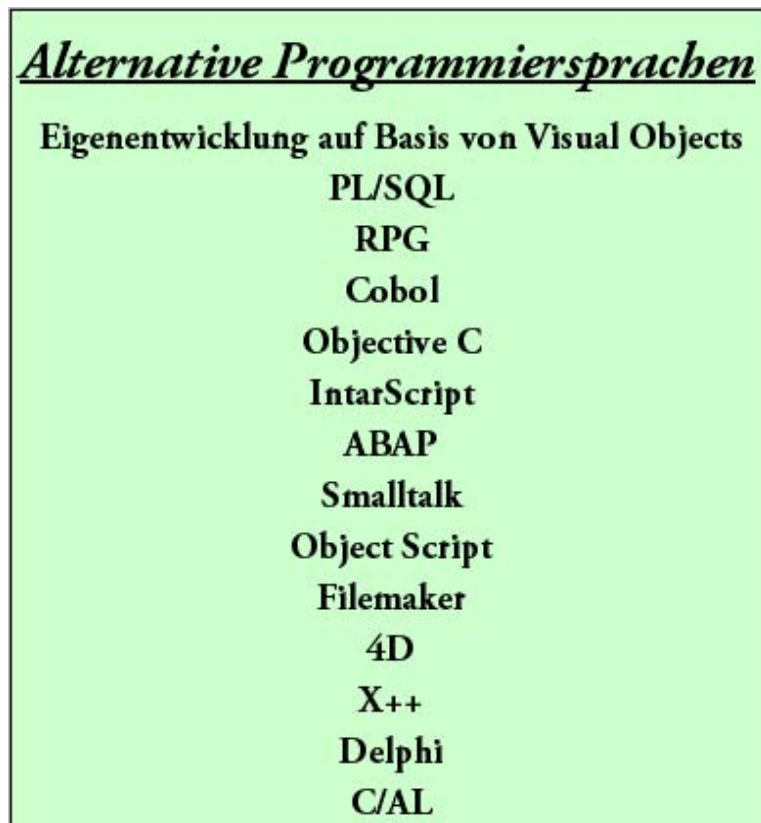 Alternative Programmiersprachen
Eigenentwicklung auf Basis von Visual Objects
PL/SQL
RPG
Cobol
Objective C
IntarScript
ABAP
Smalltalk
Object Script
Filemaker
4D
X++
Delphi
C/AL